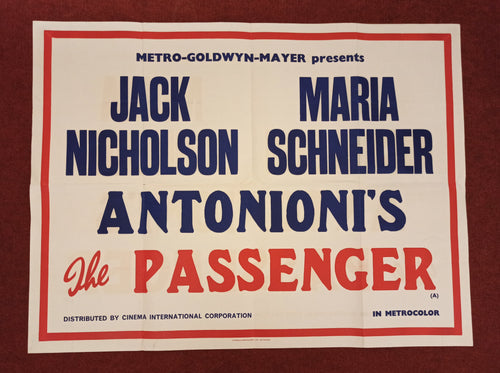 METRO-GOLDWYN-MAYER presents
JACK NICHOLSON
MARIA SCHNEIDER
ANTONIONI'S
The PASSENGER
(A)
DISTRIBUTED BY CINEMA INTERNATIONAL CORPORATION
IN METROCOLOR